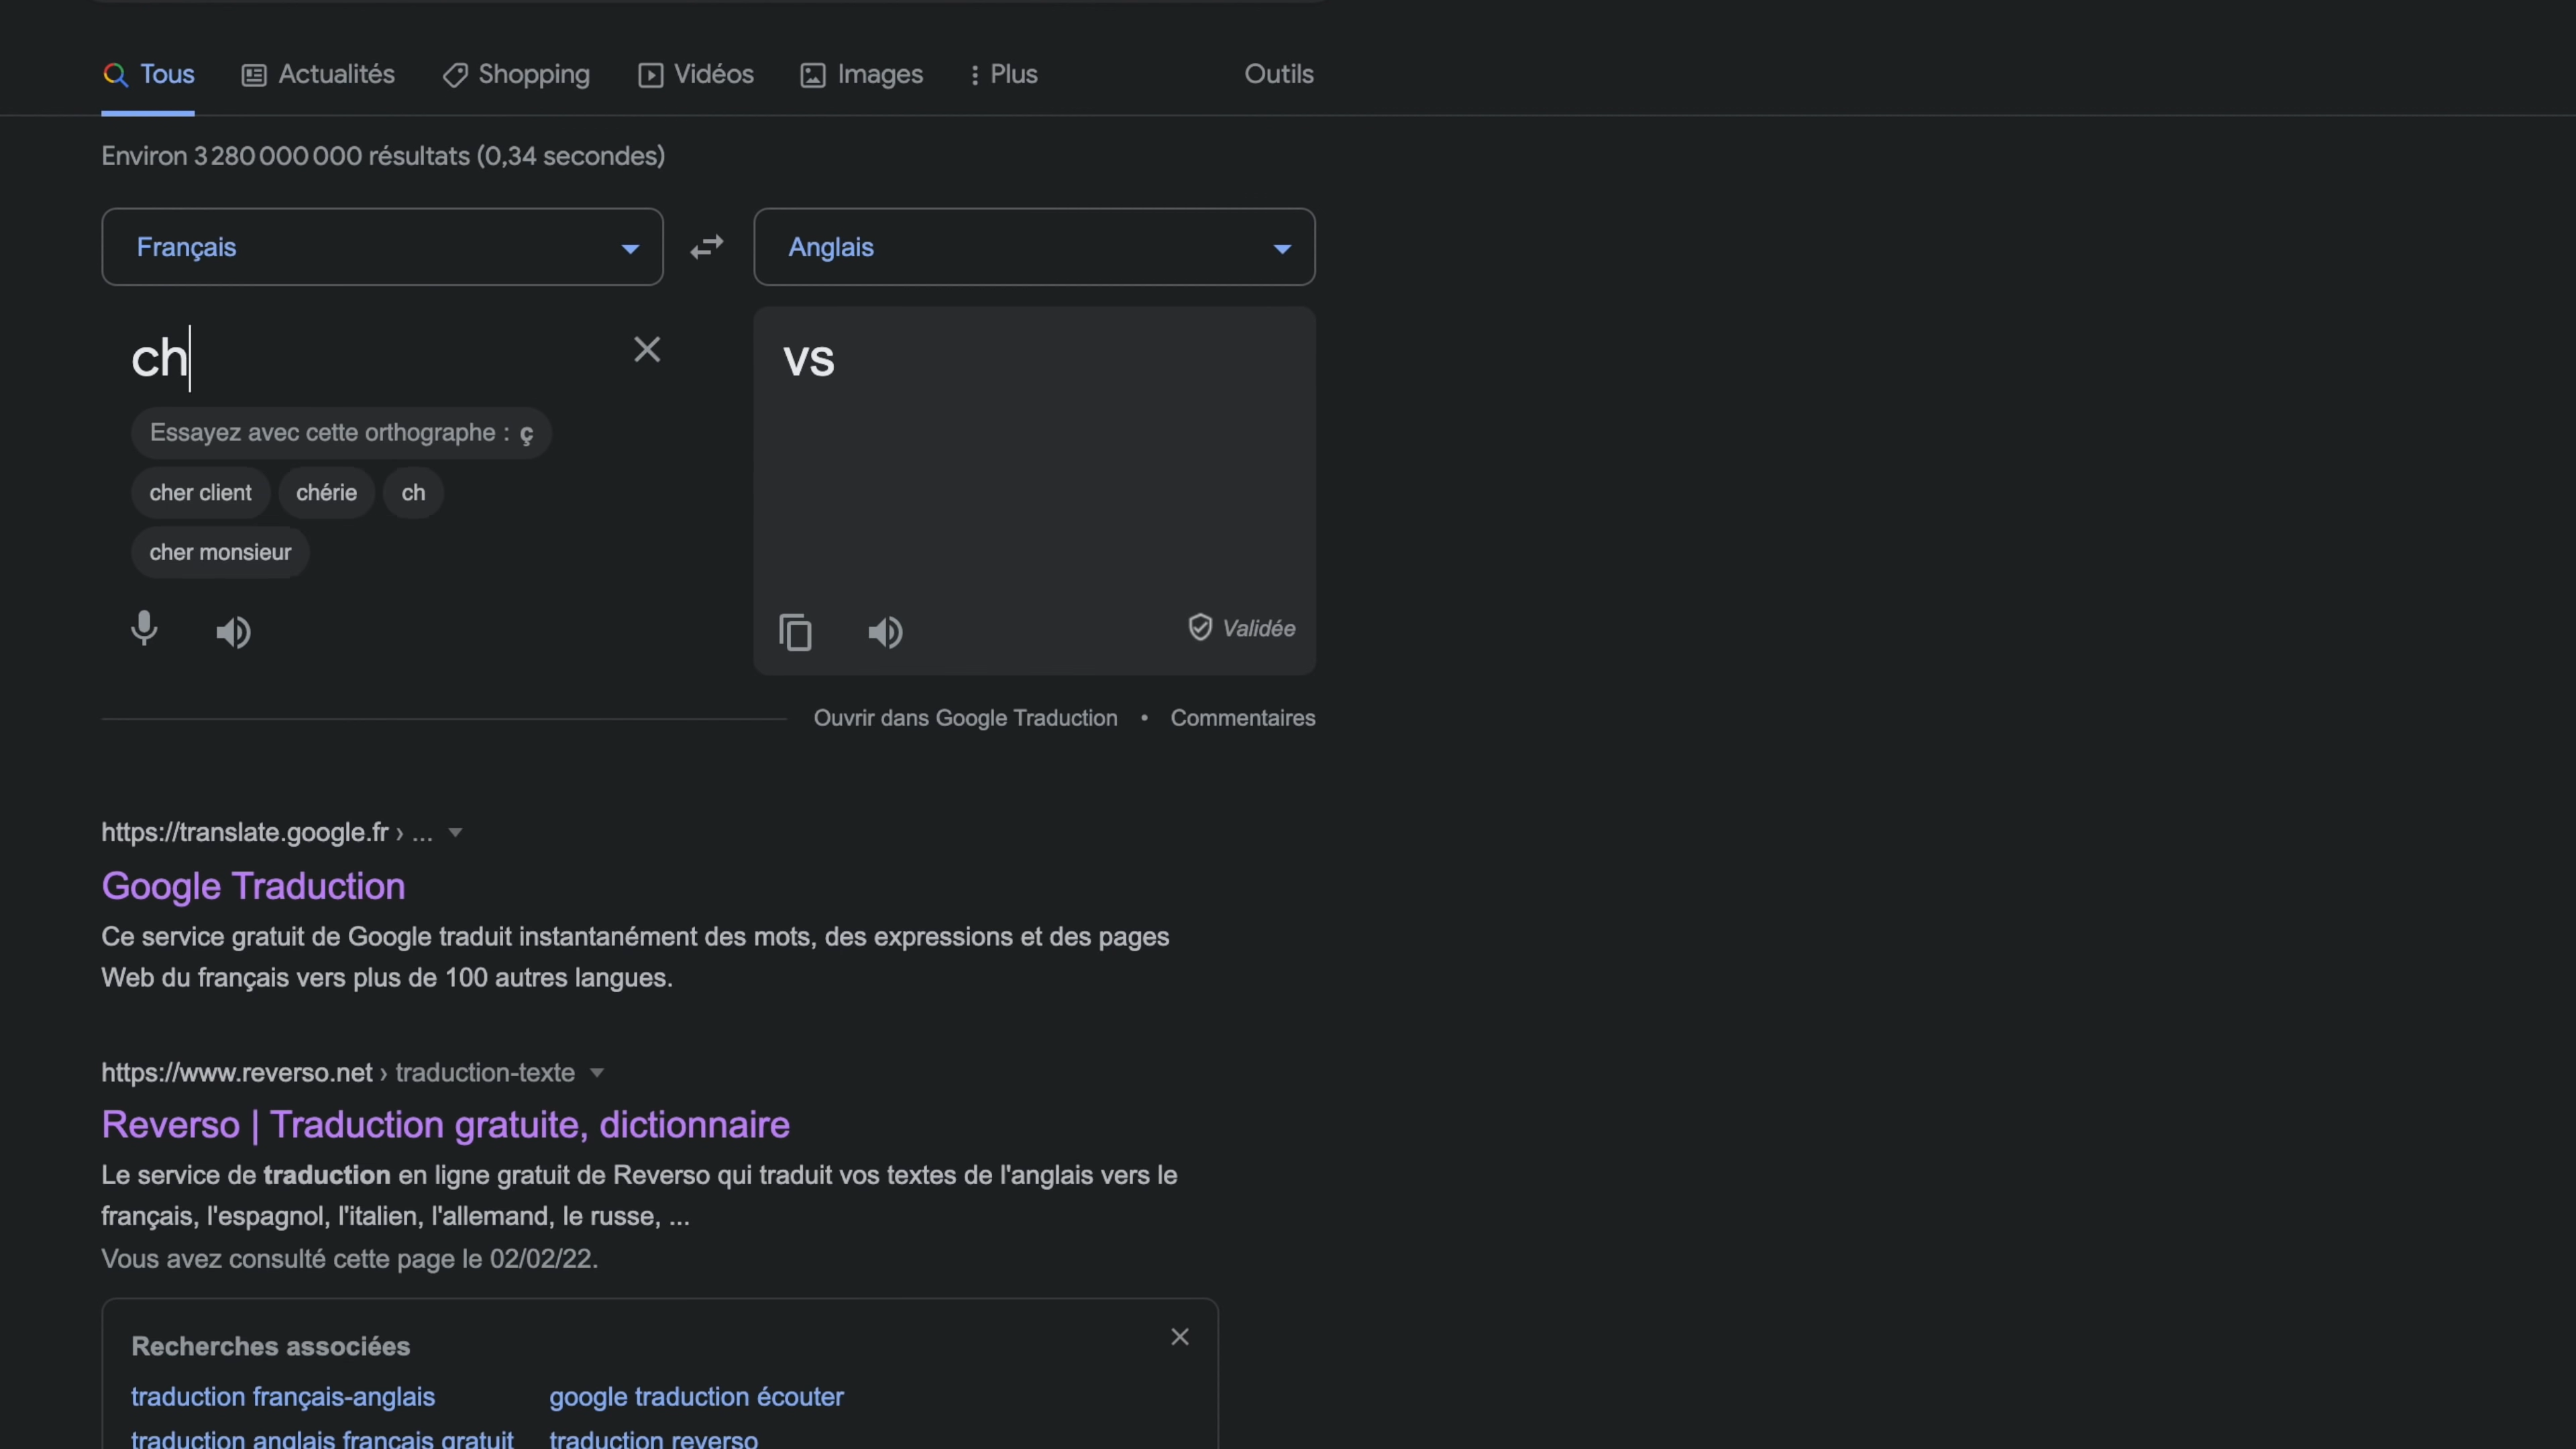 Tous Actualités Shopping Vidéos Images Plus Outils
Environ 3 280 000 000 résultats (0,34 secondes)
Français Anglais
ch
vs
Essayez avec cette orthographe : ç
cher client chérie ch
cher monsieur
Validée
Ouvrir dans Google Traduction • Commentaires
https://translate.google.fr › ...
Google Traduction
Ce service gratuit de Google traduit instantanément des mots, des expressions et des pages
Web du français vers plus de 100 autres langues.
https://www.reverso.net › traduction-texte
Reverso | Traduction gratuite, dictionnaire
Le service de traduction en ligne gratuit de Reverso qui traduit vos textes de l'anglais vers le
français, l'espagnol, l'italien, l'allemand, le russe, ...
Vous avez consulté cette page le 02/02/22.
Recherches associées
traduction français-anglais google traduction écouter
traduction anglais français gratuit traduction reverso